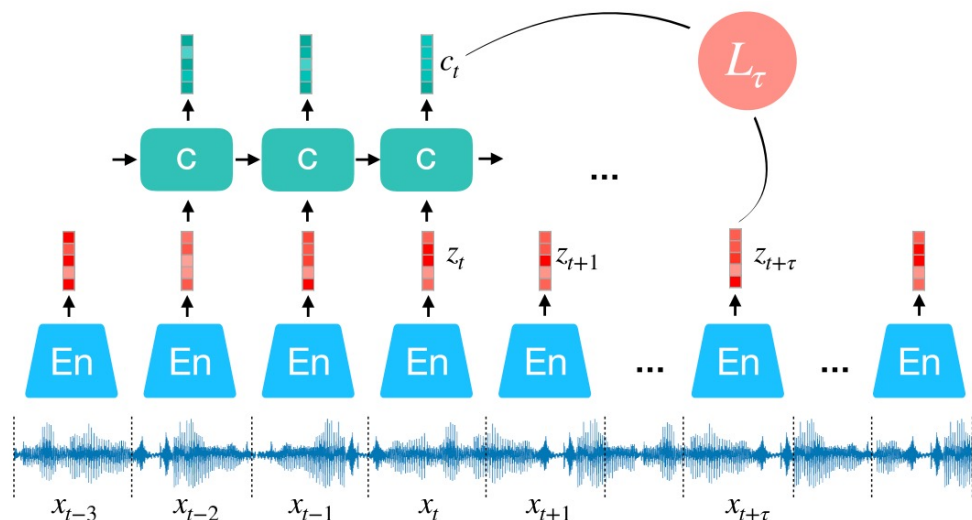 c_t L_τ
C C C
...
z_t z_{t+1} z_{t+τ}
En En En En En ... En ... En
x_{t−3} x_{t−2} x_{t−1} x_t x_{t+1} x_{t+τ}